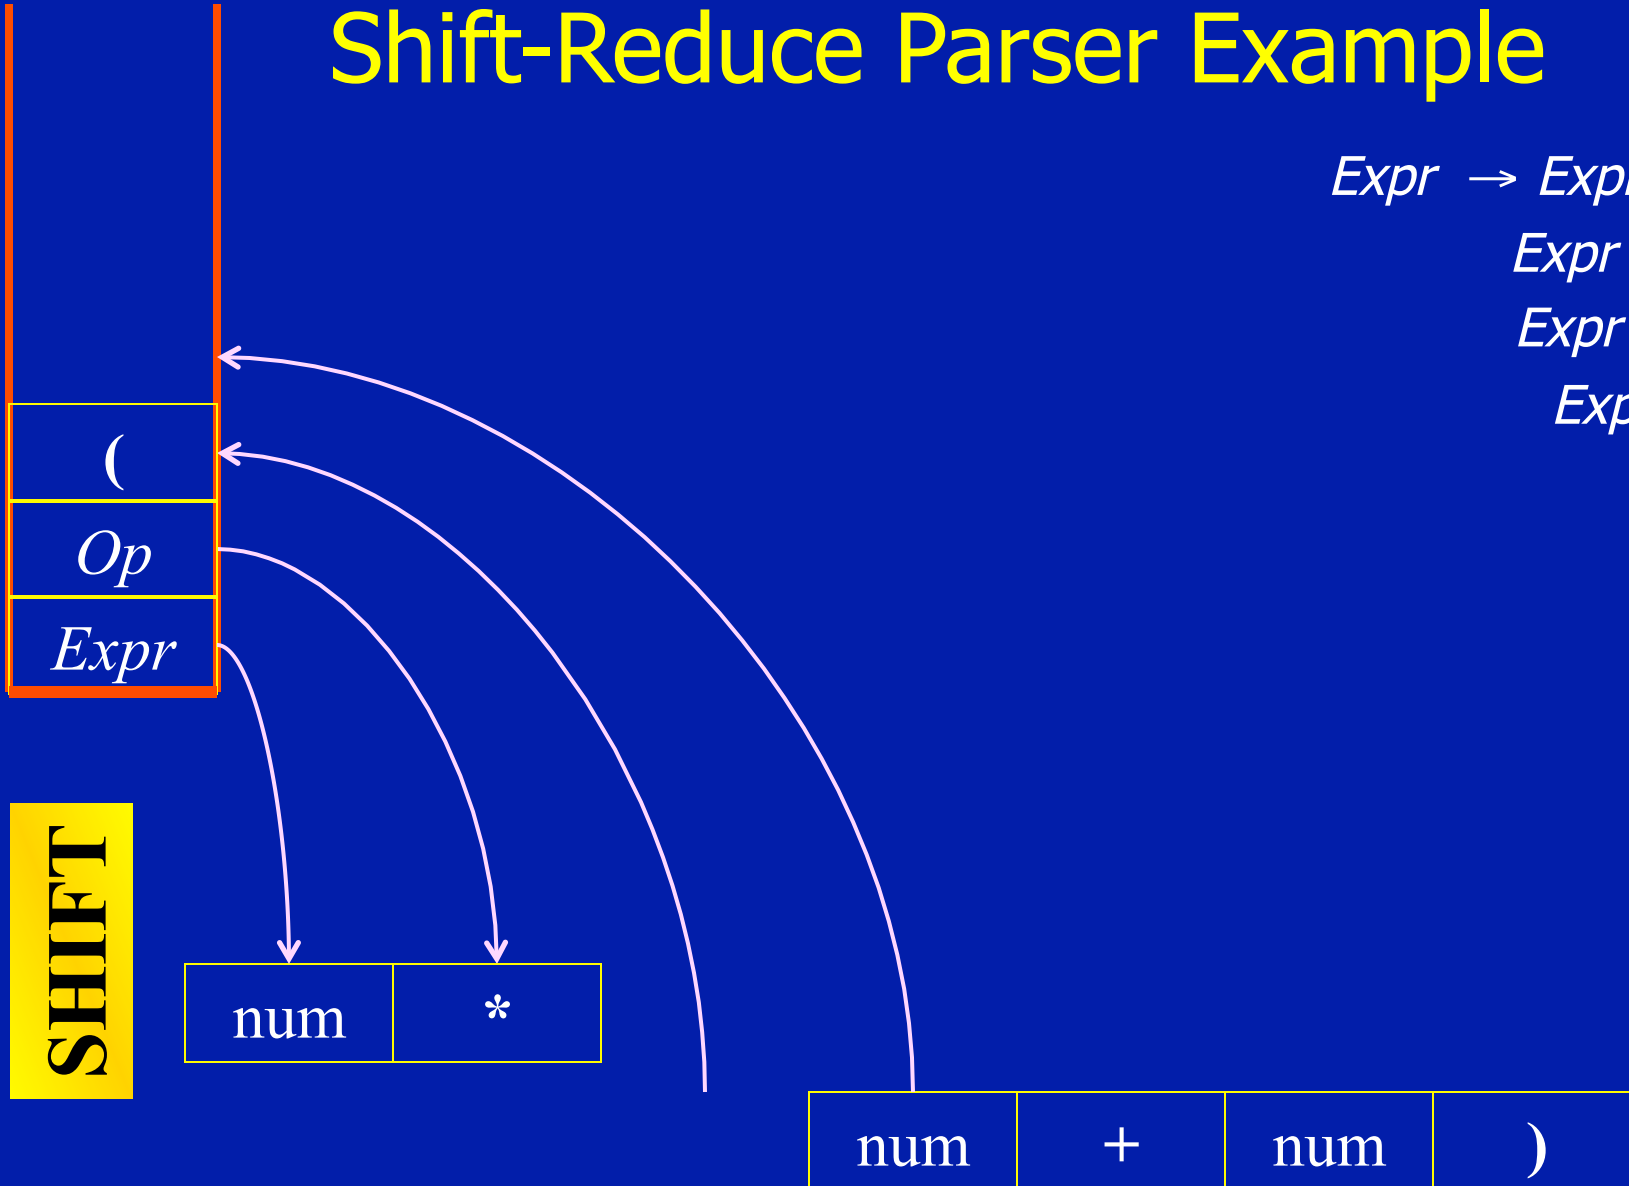 Shift-Reduce Parser Example
Expr → Expr
Expr
Expr
(
Op
Expr
SHIFT
num *
num + num )